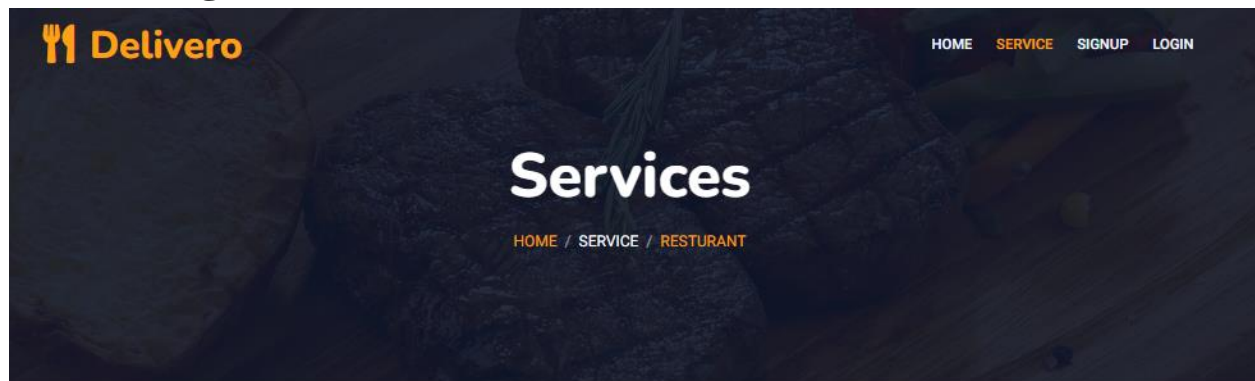 Delivero
HOME SERVICE SIGNUP LOGIN
Services
HOME / SERVICE / RESTURANT